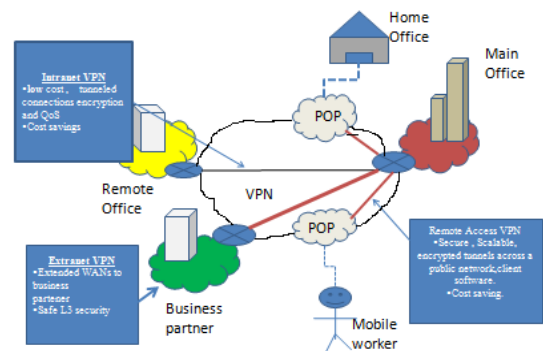 Home
Office
Main
Office
Intranet VPN
•low cost , tunneled
connections encryption
and QoS
•Cost savings
POP
Remote
Office
VPN
POP
Remote Access VPN
•Secure , Scalable,
encrypted tunnels across a
public network,client
software.
•Cost saving.
Extranet VPN
•Extended WANs to
business
partener
•Safe L3 security
Business
partner
Mobile
worker